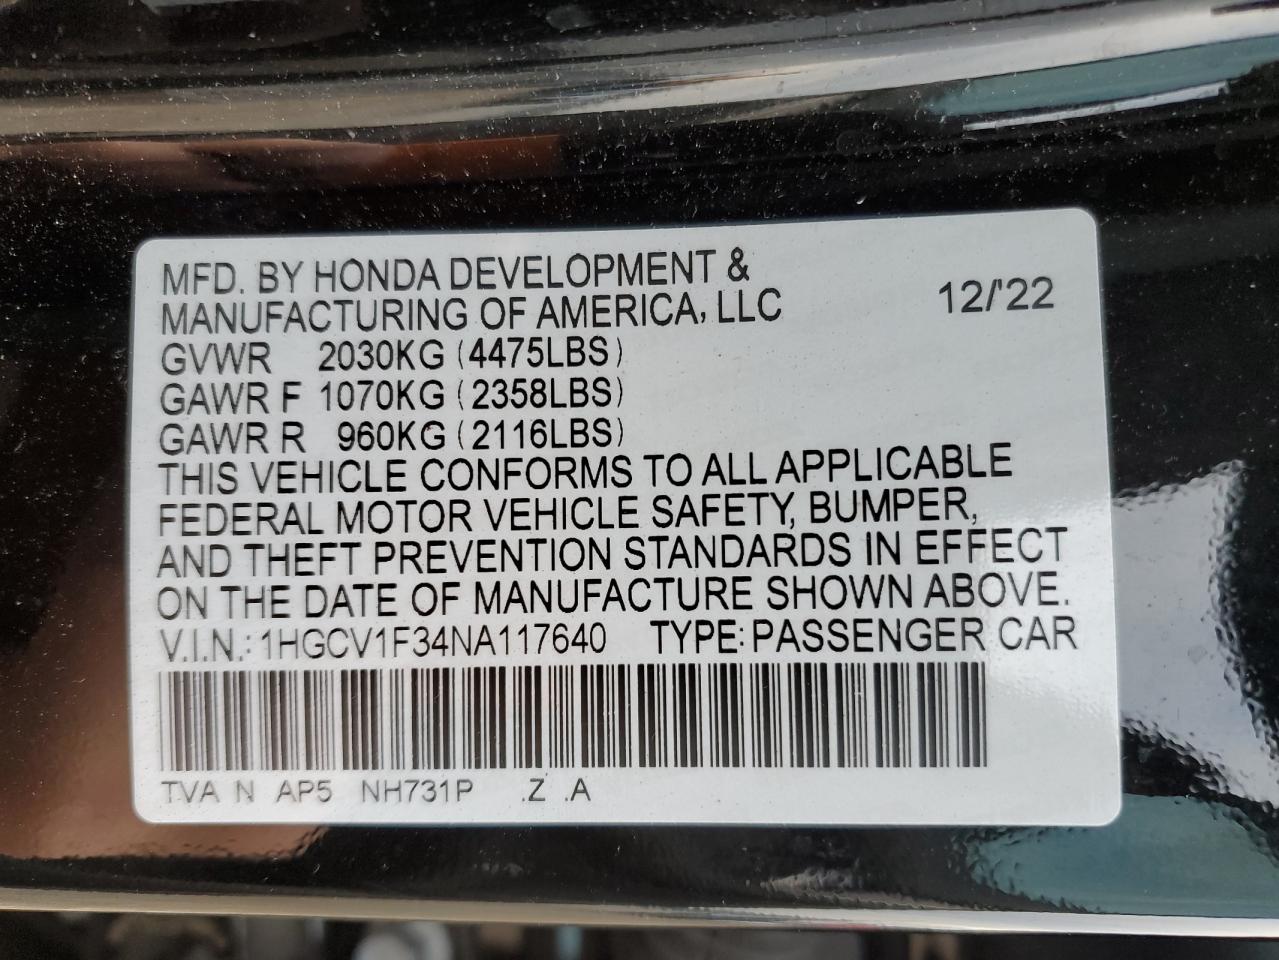 MFD. BY HONDA DEVELOPMENT &
MANUFACTURING OF AMERICA, LLC 12/'22
GVWR 2030KG (4475LBS)
GAWR F 1070KG (2358LBS)
GAWR R 960KG (2116LBS)
THIS VEHICLE CONFORMS TO ALL APPLICABLE
FEDERAL MOTOR VEHICLE SAFETY, BUMPER,
AND THEFT PREVENTION STANDARDS IN EFFECT
ON THE DATE OF MANUFACTURE SHOWN ABOVE.
V.I.N.: 1HGCV1F34NA117640 TYPE: PASSENGER CAR
TVA N AP5 NH731P .Z .A